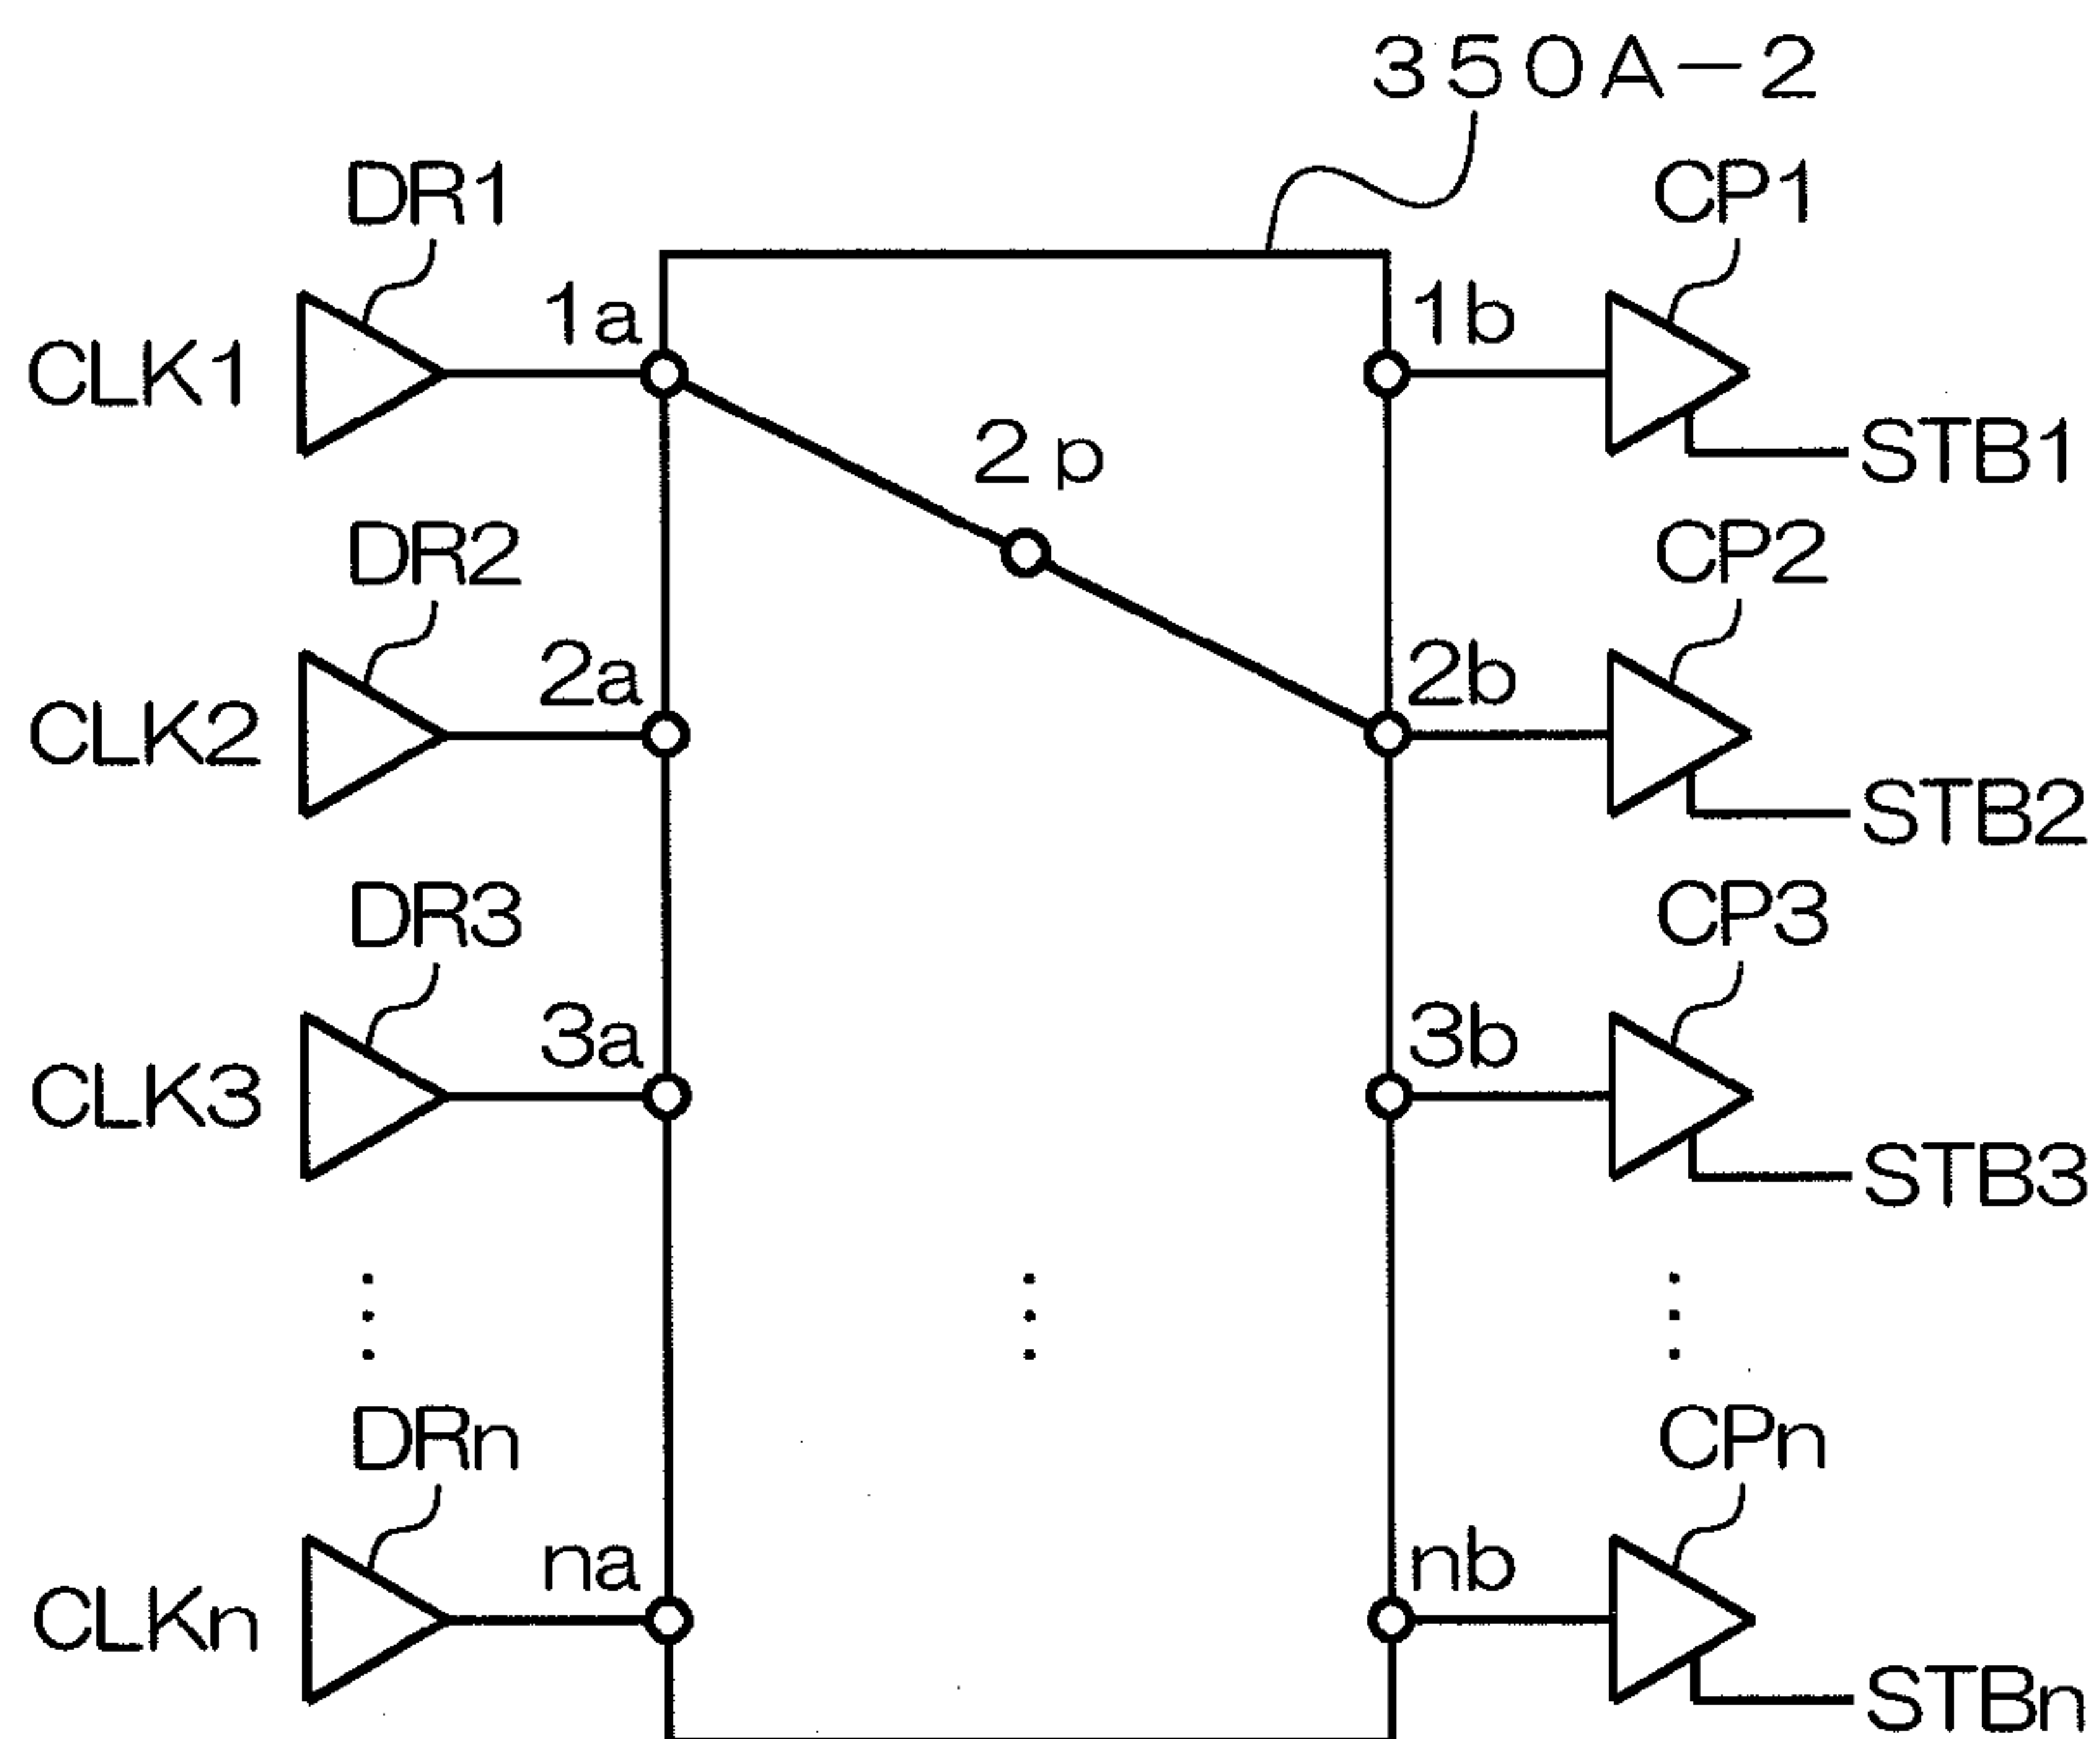 350A-2
DR1
CP1
1a
1b
CLK1
2p
STB1
DR2
CP2
2a
2b
CLK2
STB2
DR3
CP3
3a
3b
CLK3
STB3
DRn
CPn
na
nb
CLKn
STBn